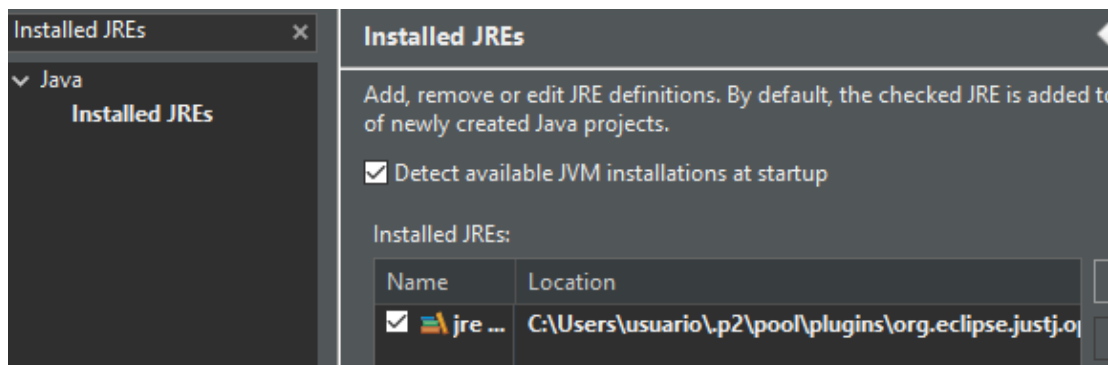 Installed JREs
Java
Installed JREs
Installed JREs
Add, remove or edit JRE definitions. By default, the checked JRE is added to
of newly created Java projects.
Detect available JVM installations at startup
Installed JREs:
Name Location
jre ... C:\Users\usuario\.p2\pool\plugins\org.eclipse.justj.op